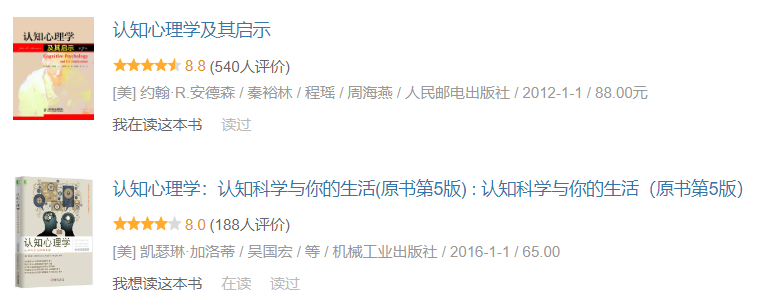 认知心理学及其启示
8.8 (540人评价)
[美] 约翰·R.安德森 / 秦裕林 / 程瑶 / 周海燕 / 人民邮电出版社 / 2012-1-1 / 88.00元
我在读这本书 读过
认知心理学
及其启示
Cognitive Psychology
认知心理学：认知科学与你的生活(原书第5版) : 认知科学与你的生活（原书第5版）
8.0 (188人评价)
[美] 凯瑟琳·加洛蒂 / 吴国宏 / 等 / 机械工业出版社 / 2016-1-1 / 65.00
我想读这本书 在读 读过
认知心理学